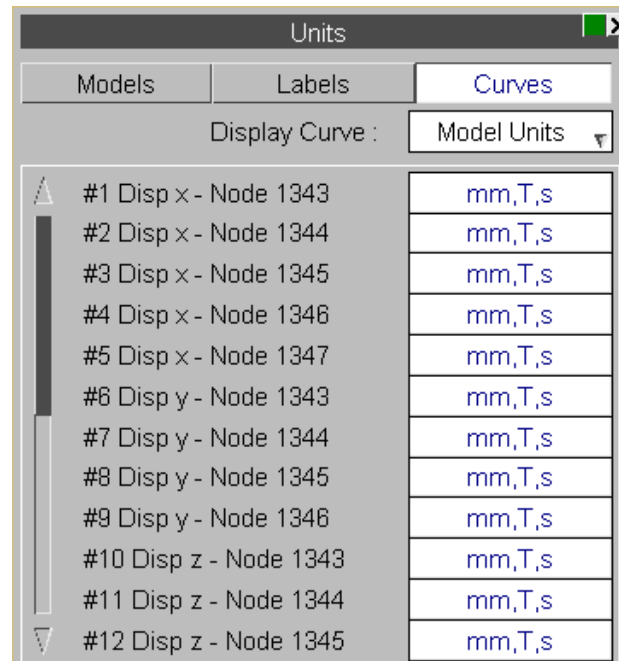 Units X
Models Labels Curves
Display Curve : Model Units
#1 Disp x - Node 1343 mm,T,s
#2 Disp x - Node 1344 mm,T,s
#3 Disp x - Node 1345 mm,T,s
#4 Disp x - Node 1346 mm,T,s
#5 Disp x - Node 1347 mm,T,s
#6 Disp y - Node 1343 mm,T,s
#7 Disp y - Node 1344 mm,T,s
#8 Disp y - Node 1345 mm,T,s
#9 Disp y - Node 1346 mm,T,s
#10 Disp z - Node 1343 mm,T,s
#11 Disp z - Node 1344 mm,T,s
#12 Disp z - Node 1345 mm,T,s